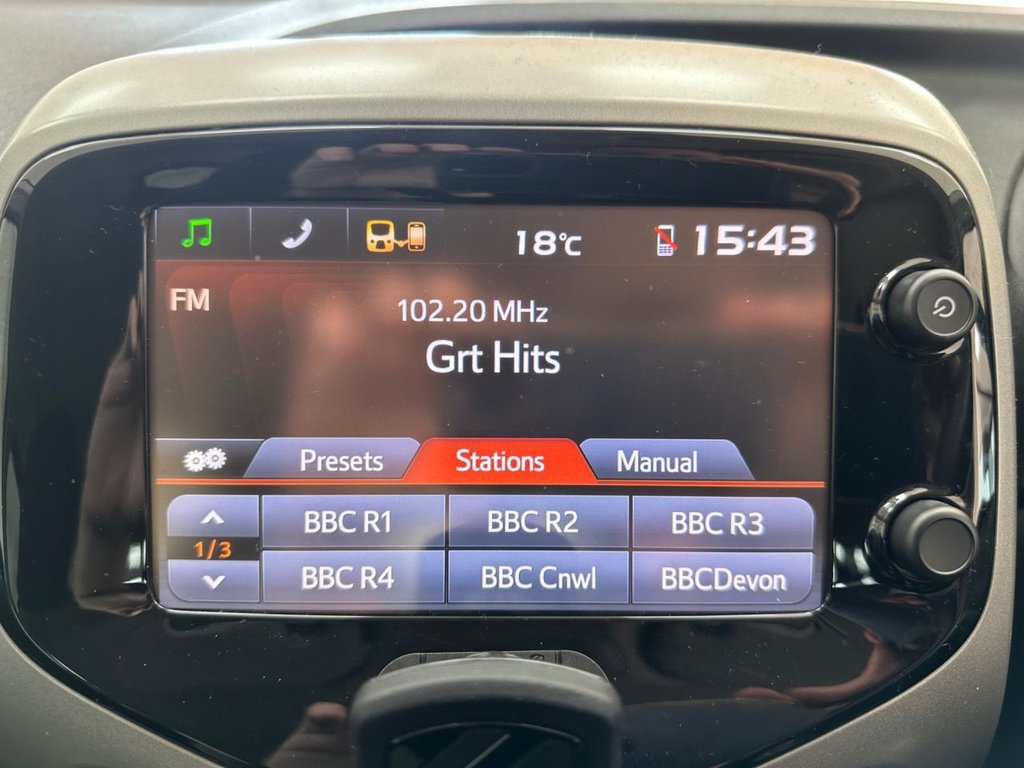 18°C 15:43
FM
102.20 MHz
Grt Hits
Presets Stations Manual
BBC R1 BBC R2 BBC R3
1/3
BBC R4 BBC Cnwl BBCDevon